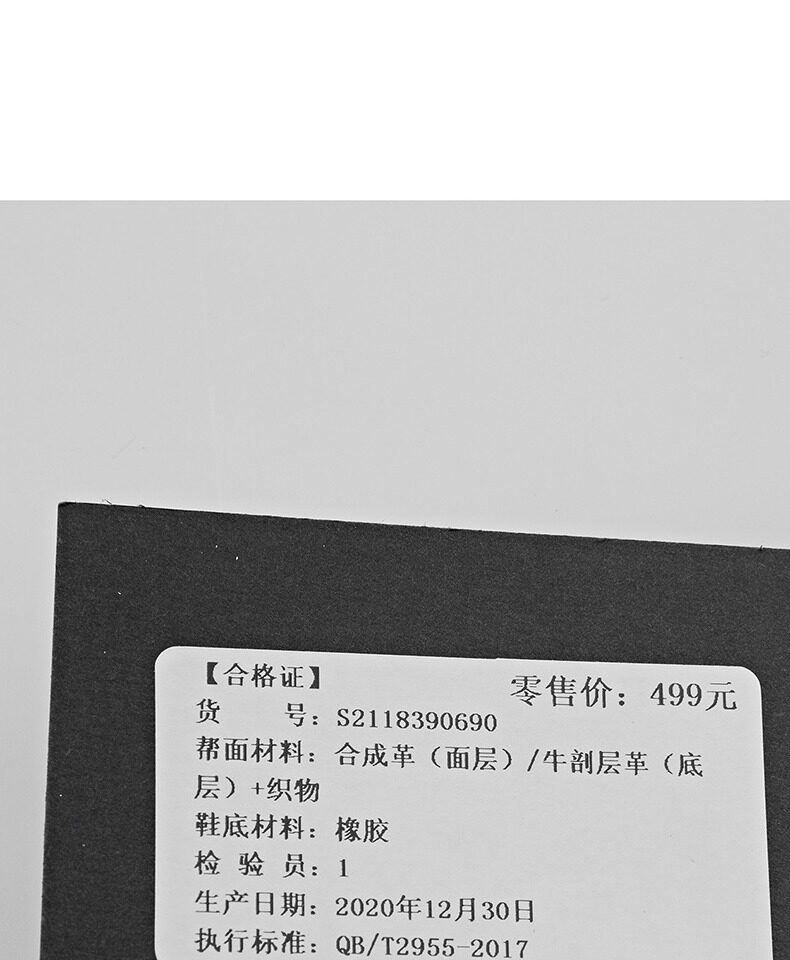 【合格证】 零售价：499元
货 号：S2118390690
帮面材料：合成革（面层）/牛剖层革（底
层）+织物
鞋底材料：橡胶
检 验 员：1
生产日期：2020年12月30日
执行标准：QB/T2955-2017